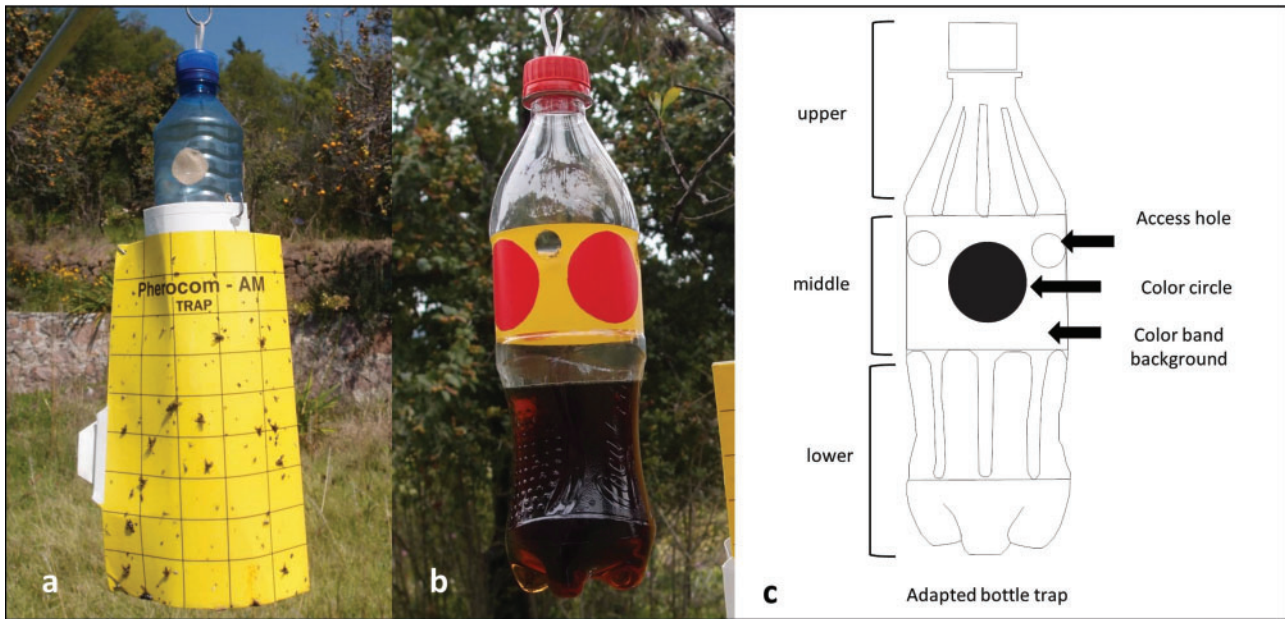 Pherocom - AM
TRAP
a
b
upper
middle
lower
Access hole
Color circle
Color band
background
c
Adapted bottle trap